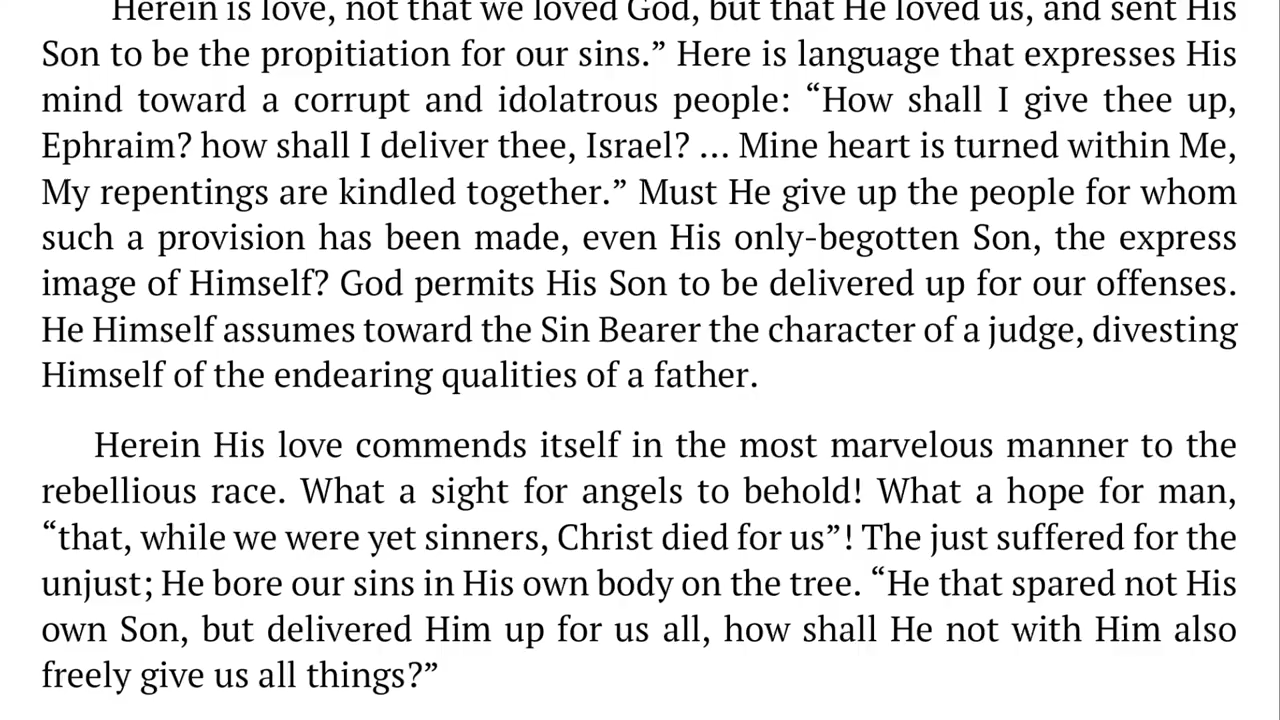 Herein is love, not that we loved God, but that He loved us, and sent His
Son to be the propitiation for our sins.” Here is language that expresses His
mind toward a corrupt and idolatrous people: “How shall I give thee up,
Ephraim? how shall I deliver thee, Israel? ... Mine heart is turned within Me,
My repentings are kindled together.” Must He give up the people for whom
such a provision has been made, even His only-begotten Son, the express
image of Himself? God permits His Son to be delivered up for our offenses.
He Himself assumes toward the Sin Bearer the character of a judge, divesting
Himself of the endearing qualities of a father.
Herein His love commends itself in the most marvelous manner to the
rebellious race. What a sight for angels to behold! What a hope for man,
“that, while we were yet sinners, Christ died for us”! The just suffered for the
unjust; He bore our sins in His own body on the tree. “He that spared not His
own Son, but delivered Him up for us all, how shall He not with Him also
freely give us all things?”